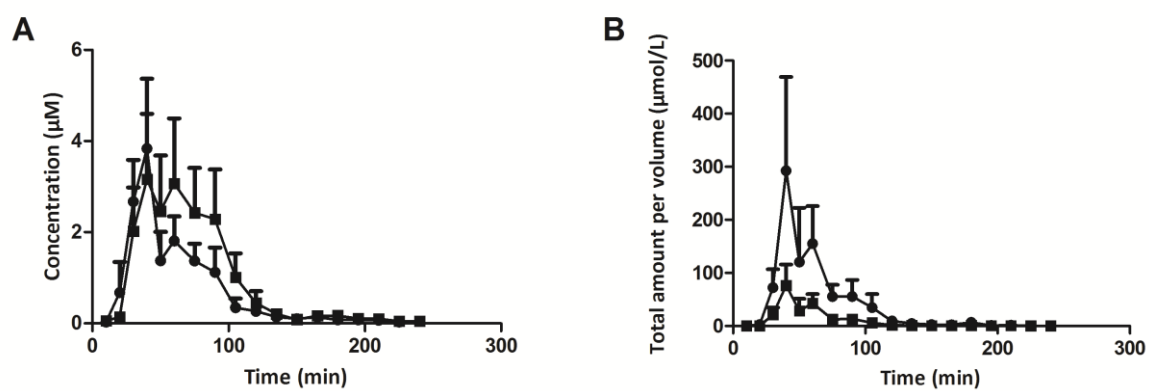 A
Concentration (µM)
6
4
2
0
0 100 200 300
Time (min)
B
Total amount per volume (µmol/L)
500
400
300
200
100
0
0 100 200 300
Time (min)